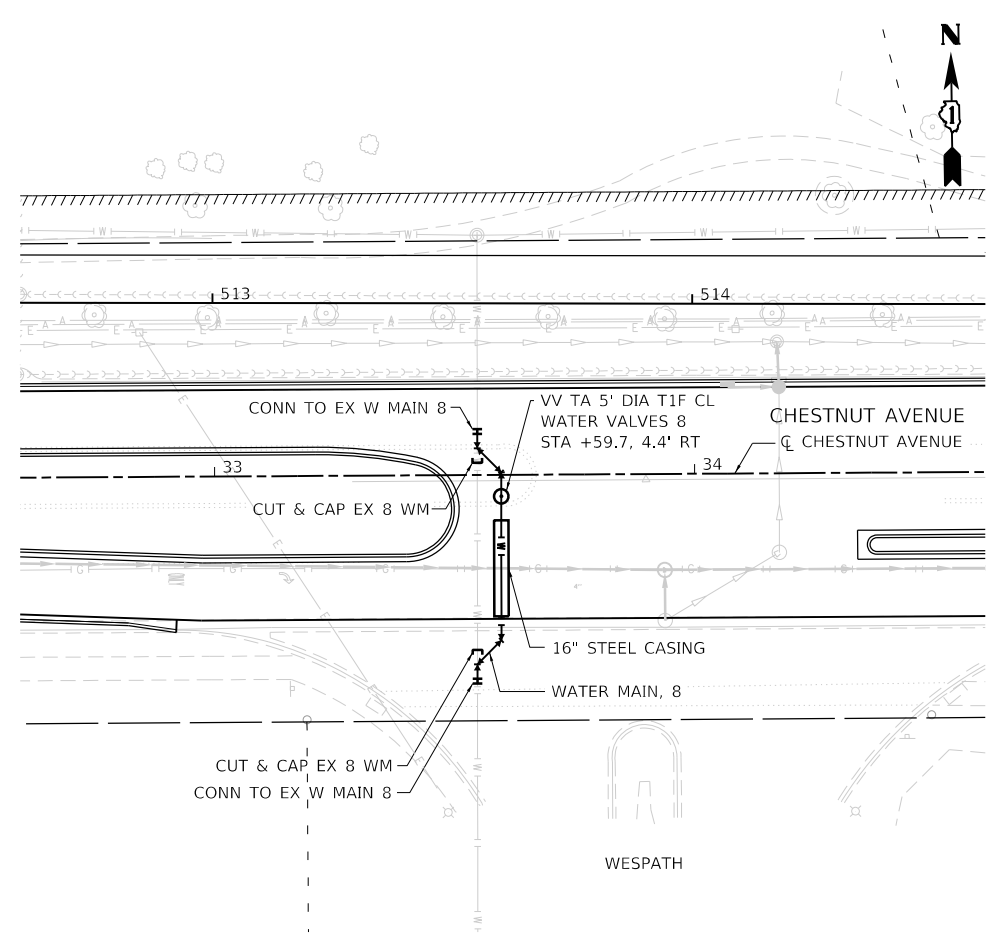 N
1
W W W W W
513
514
W
A A A A A A A A A A A
E E E E E E E E E E E E
CONN TO EX W MAIN 8
VV TA 5' DIA T1F CL
WATER VALVES 8
STA +59.7, 4.4' RT
CHESTNUT AVENUE
℄ CHESTNUT AVENUE
E
33
34
CUT & CAP EX 8 WM
E
W
G G G G G G
W
E
16" STEEL CASING
WATER MAIN, 8
E
CUT & CAP EX 8 WM
W
E
CONN TO EX W MAIN 8
WESPATH
W